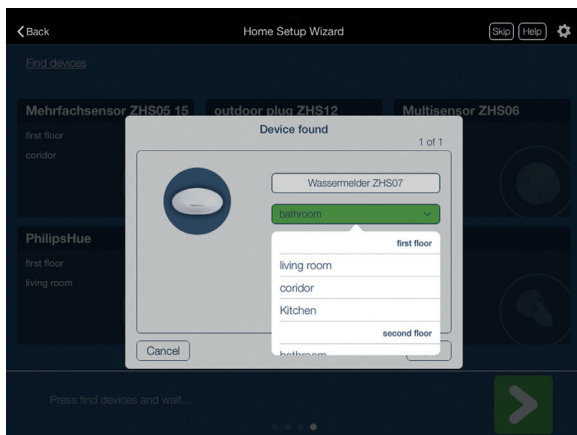 Back
Home Setup Wizard
Skip
Help
Find devices
Mehrfachsensor ZHS05 15
outdoor plug ZHS12
Multisensor ZHS06
first floor
coridor
Device found
1 of 1
Wassermelder ZHS07
bathroom
first floor
living room
coridor
Kitchen
second floor
bathroom
PhilipsHue
first floor
living room
Cancel
Press find devices and wait...